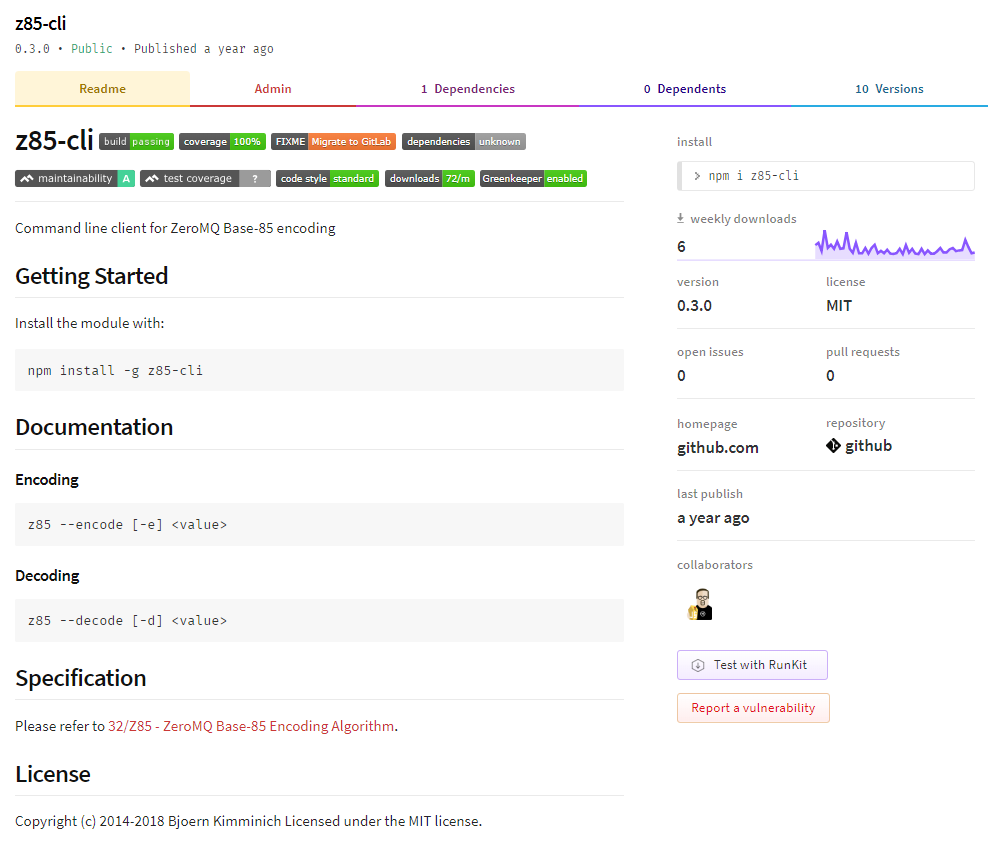 z85-cli
0.3.0 • Public • Published a year ago
Readme
Admin
1 Dependencies
0 Dependents
10 Versions
z85-cli build passing coverage 100% FIXME Migrate to GitLab dependencies unknown
maintainability A test coverage ? code style standard downloads 72/m Greenkeeper enabled
Command line client for ZeroMQ Base-85 encoding
Getting Started
Install the module with:
npm install -g z85-cli
Documentation
Encoding
z85 --encode [-e] <value>
Decoding
z85 --decode [-d] <value>
Specification
Please refer to 32/Z85 - ZeroMQ Base-85 Encoding Algorithm.
License
Copyright (c) 2014-2018 Bjoern Kimminich Licensed under the MIT license.
install
> npm i z85-cli
weekly downloads
6
version
0.3.0
license
MIT
open issues
0
pull requests
0
homepage
github.com
repository
github
last publish
a year ago
collaborators
Test with RunKit
Report a vulnerability